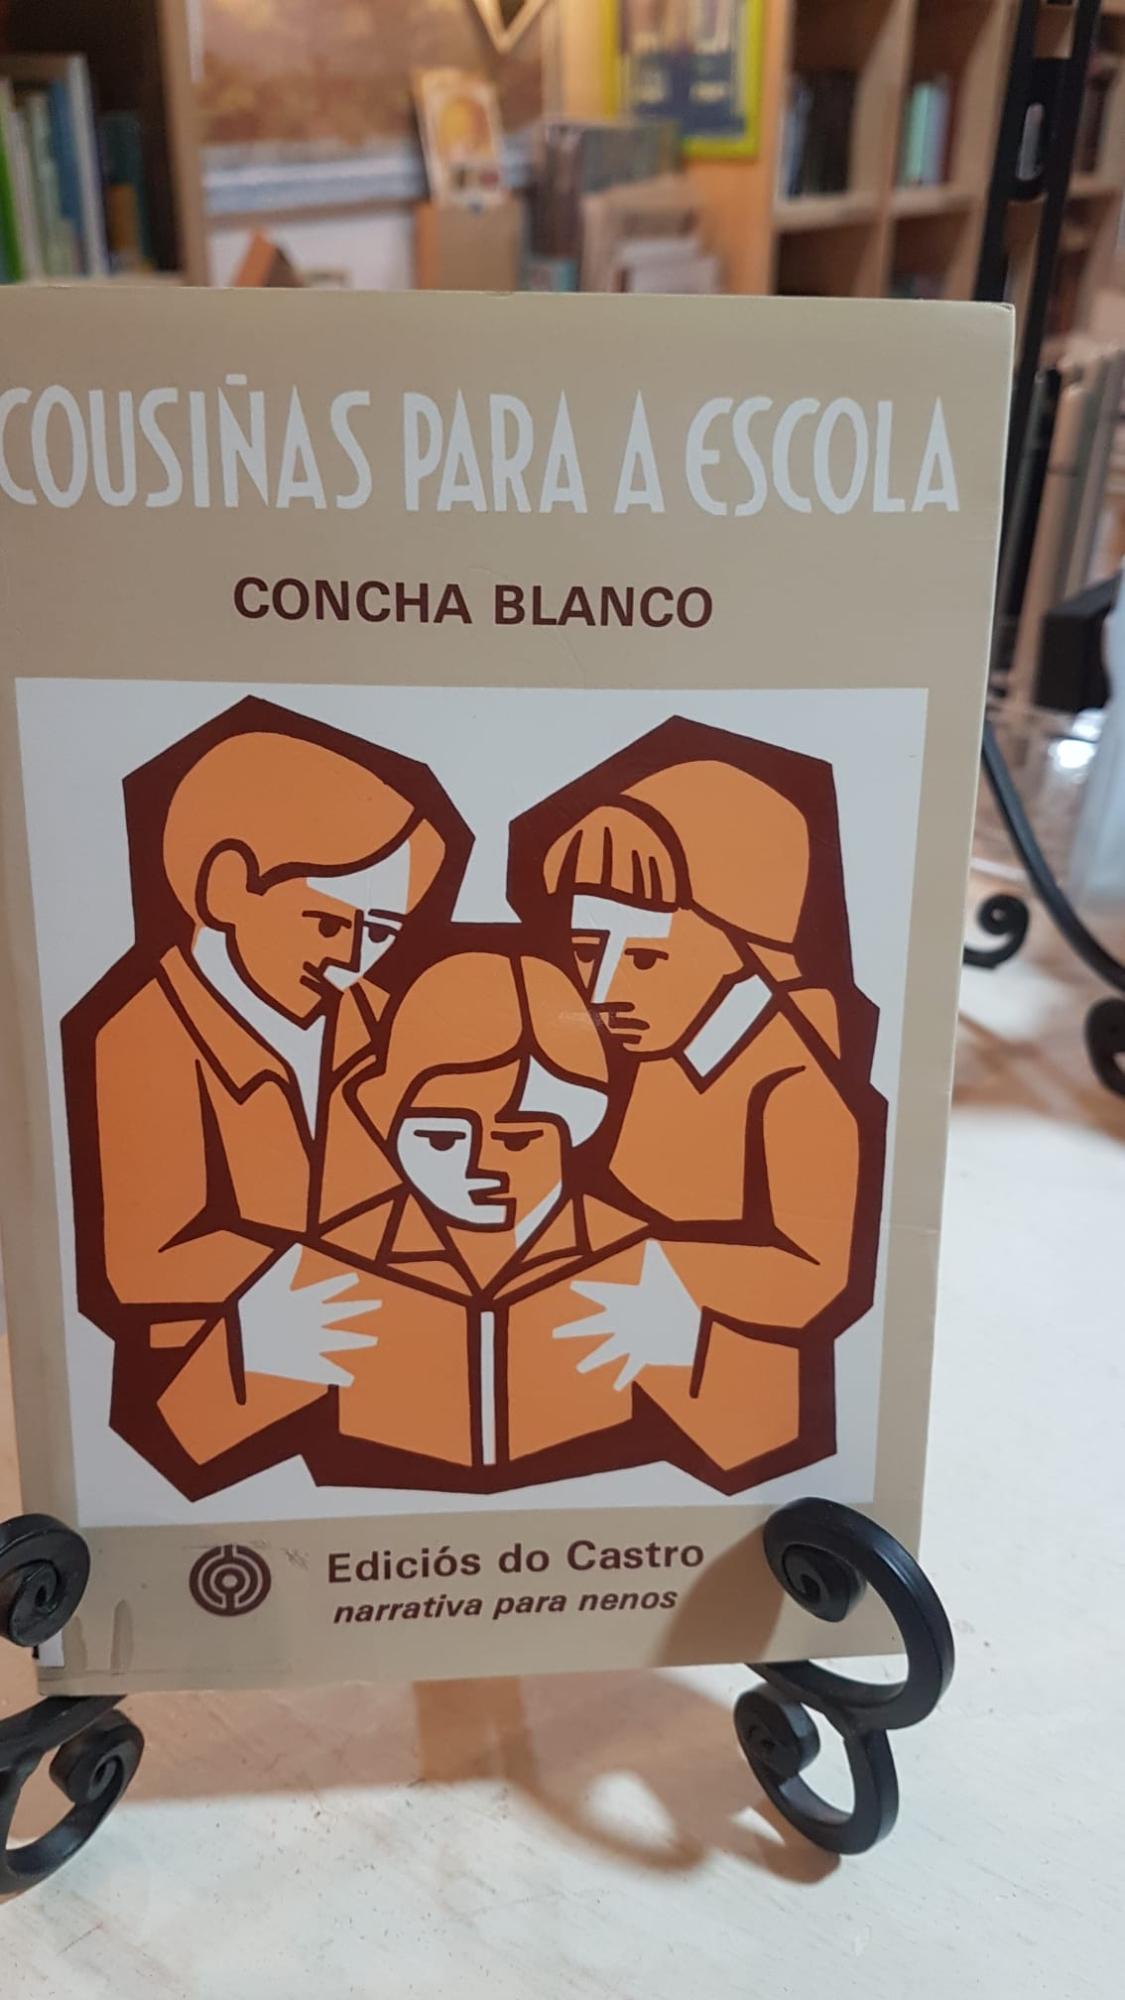 COUSIÑAS PARA A ESCOLA
CONCHA BLANCO
Ediciós do Castro
narrativa para nenos